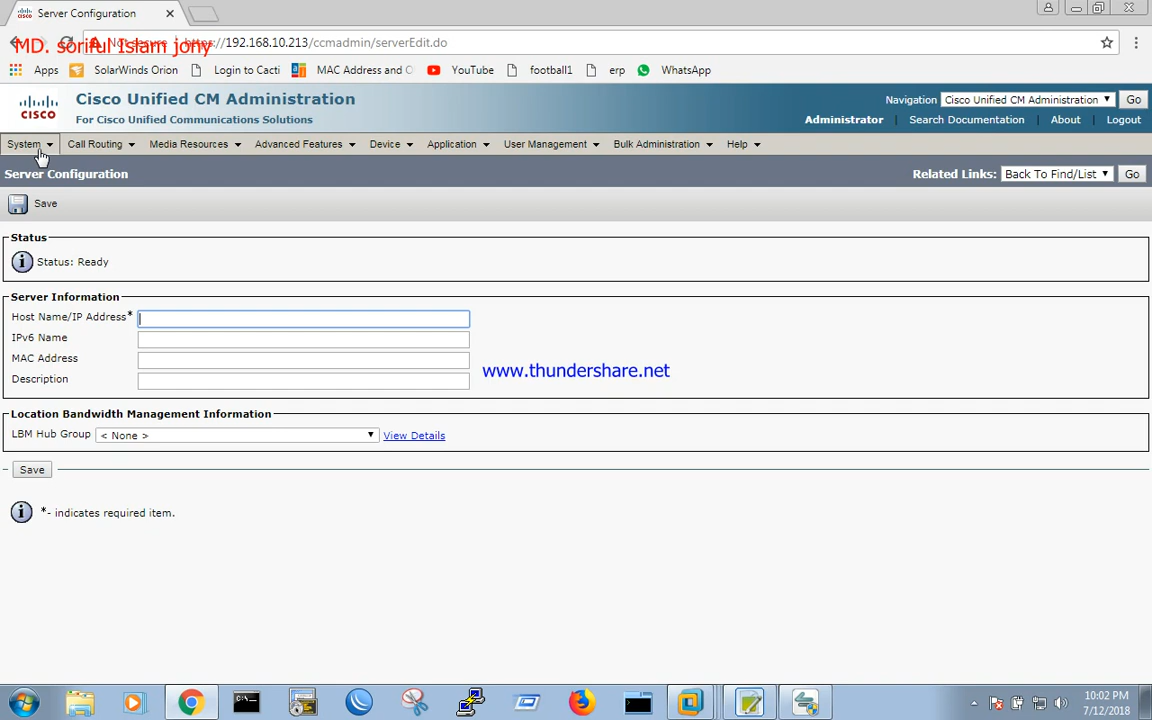 Server Configuration
MD. soriful Islam jony
Not secure https://192.168.10.213/ccmadmin/serverEdit.do
Apps SolarWinds Orion Login to Cacti MAC Address and C YouTube football1 erp WhatsApp
cisco
Cisco Unified CM Administration
For Cisco Unified Communications Solutions
Navigation Cisco Unified CM Administration Go
Administrator Search Documentation About Logout
System Call Routing Media Resources Advanced Features Device Application User Management Bulk Administration Help
Server Configuration
Related Links: Back To Find/List Go
Save
Status
Status: Ready
Server Information
Host Name/IP Address*
IPv6 Name
MAC Address
Description
www.thundershare.net
Location Bandwidth Management Information
LBM Hub Group < None > View Details
Save
*- indicates required item.
10:02 PM
7/12/2018